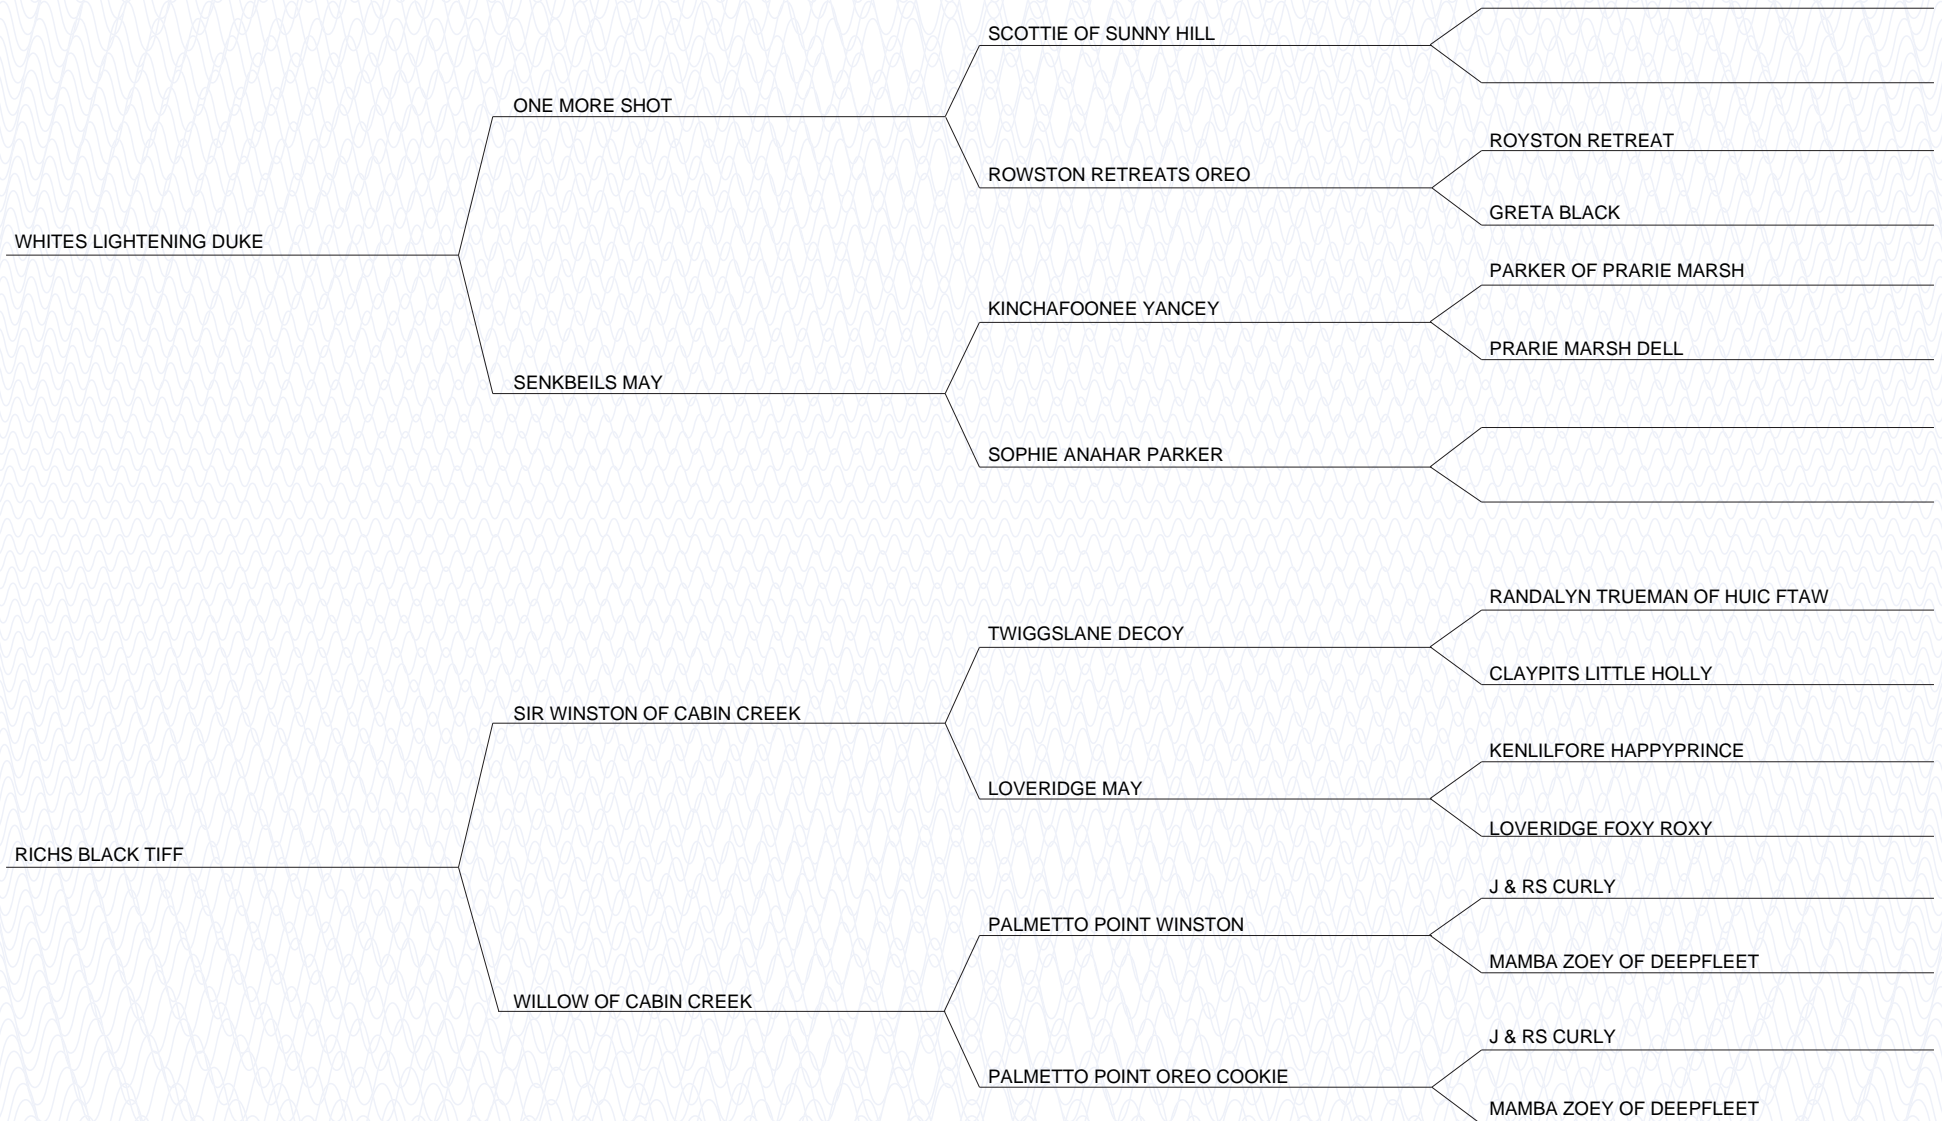 SCOTTIE OF SUNNY HILL
ONE MORE SHOT
ROYSTON RETREAT
ROWSTON RETREATS OREO
GRETA BLACK
WHITES LIGHTENING DUKE
PARKER OF PRARIE MARSH
KINCHAFOONEE YANCEY
PRARIE MARSH DELL
SENKBEILS MAY
SOPHIE ANAHAR PARKER
RANDALYN TRUEMAN OF HUIC FTAW
TWIGGSLANE DECOY
CLAYPITS LITTLE HOLLY
SIR WINSTON OF CABIN CREEK
KENLILFORE HAPPYPRINCE
LOVERIDGE MAY
LOVERIDGE FOXY ROXY
RICHS BLACK TIFF
J & RS CURLY
PALMETTO POINT WINSTON
MAMBA ZOEY OF DEEPFLEET
WILLOW OF CABIN CREEK
J & RS CURLY
PALMETTO POINT OREO COOKIE
MAMBA ZOEY OF DEEPFLEET